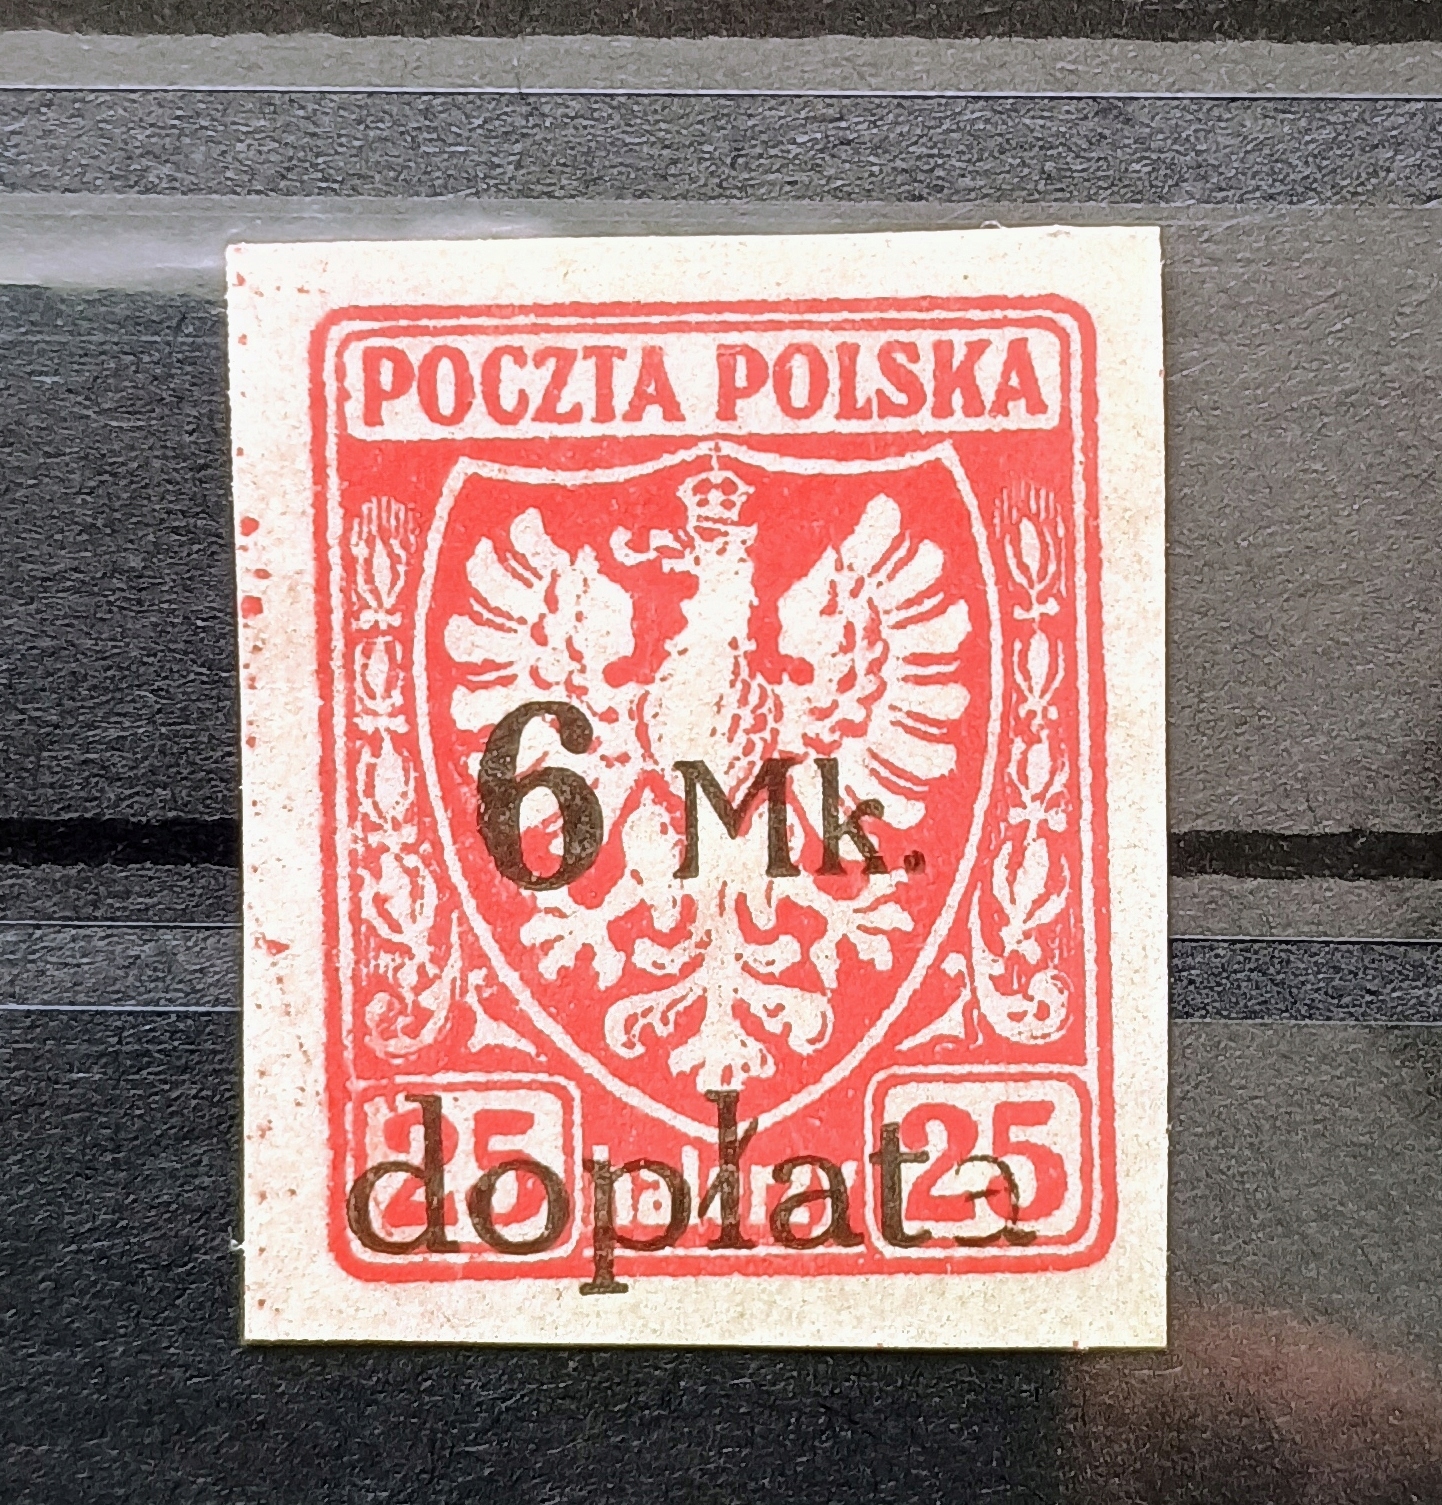 POCZTA POLSKA
6 Mk.
25 25
dopłata